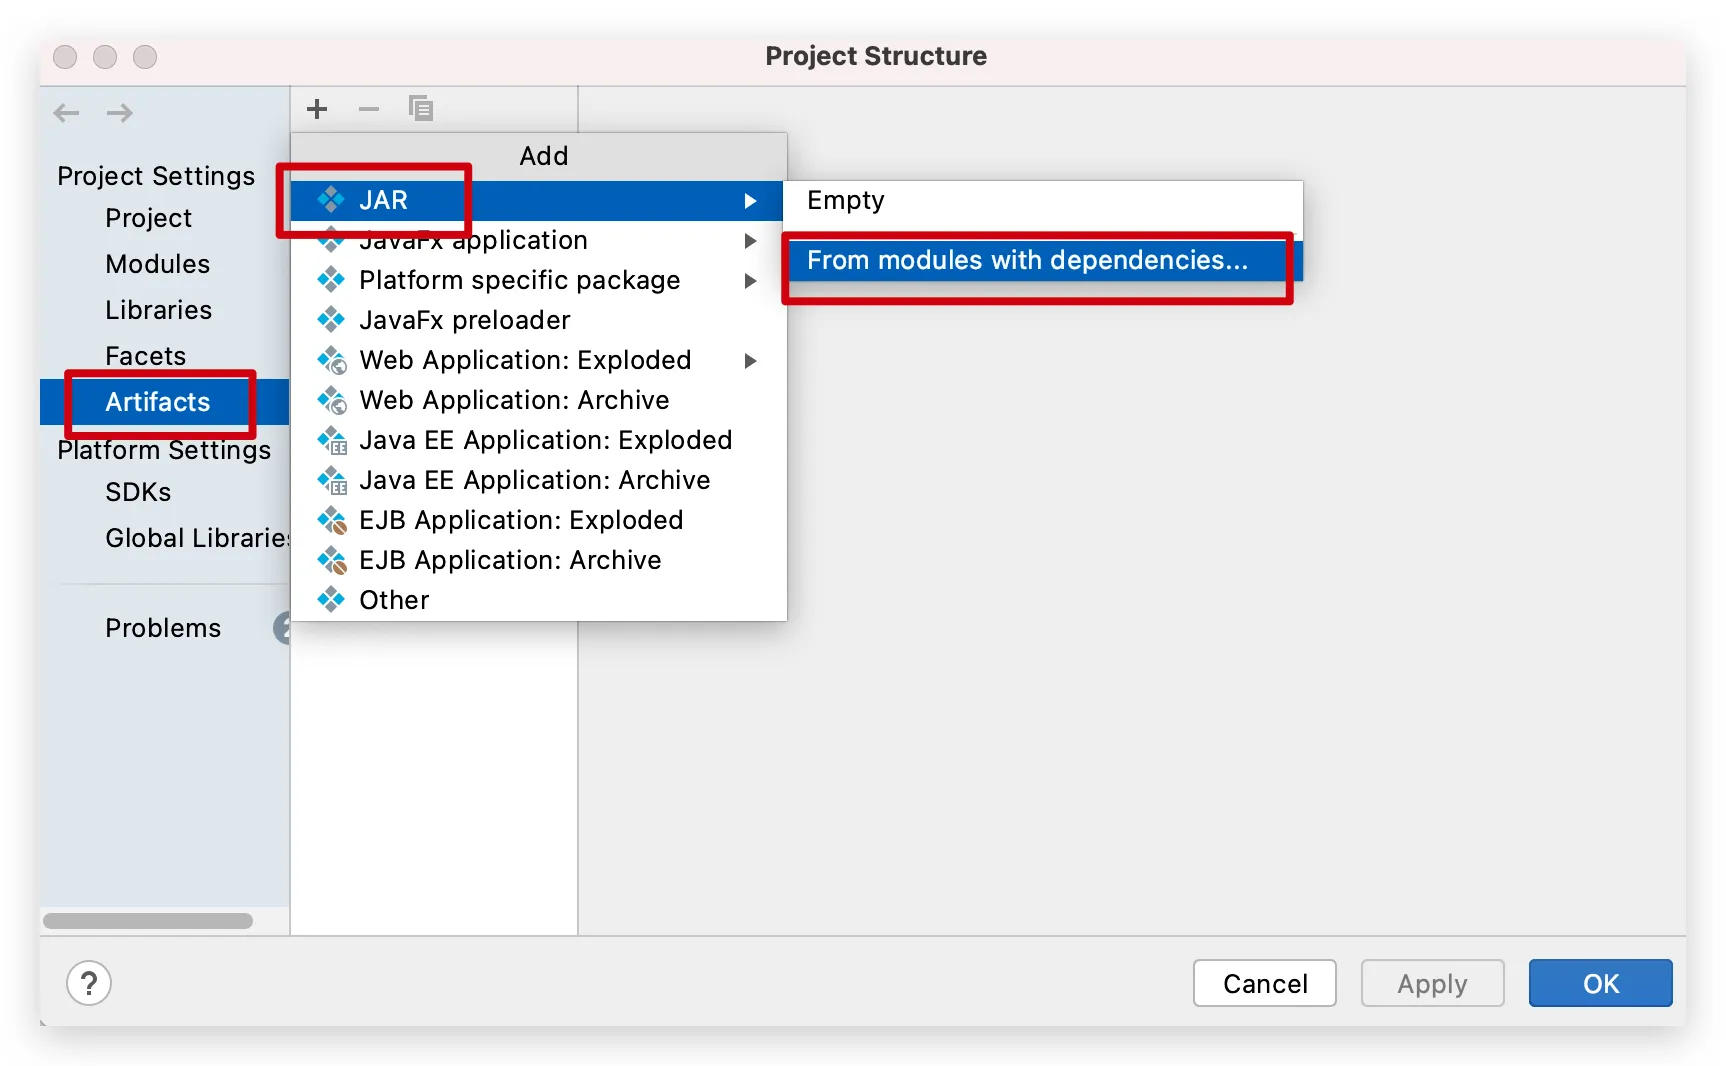 Project Structure
Project Settings
Project
Modules
Libraries
Facets
Artifacts
Platform Settings
SDKs
Global Libraries
Problems
Add
JAR
JavaFx application
Platform specific package
JavaFx preloader
Web Application: Exploded
Web Application: Archive
Java EE Application: Exploded
Java EE Application: Archive
EJB Application: Exploded
EJB Application: Archive
Other
Empty
From modules with dependencies...
?
Cancel
Apply
OK